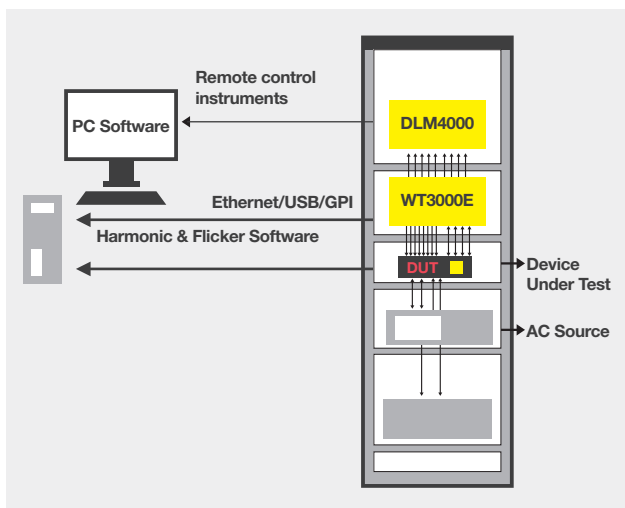 Remote control
instruments
PC Software
DLM4000
Ethernet/USB/GPI
WT3000E
Harmonic & Flicker Software
DUT
Device
Under Test
AC Source